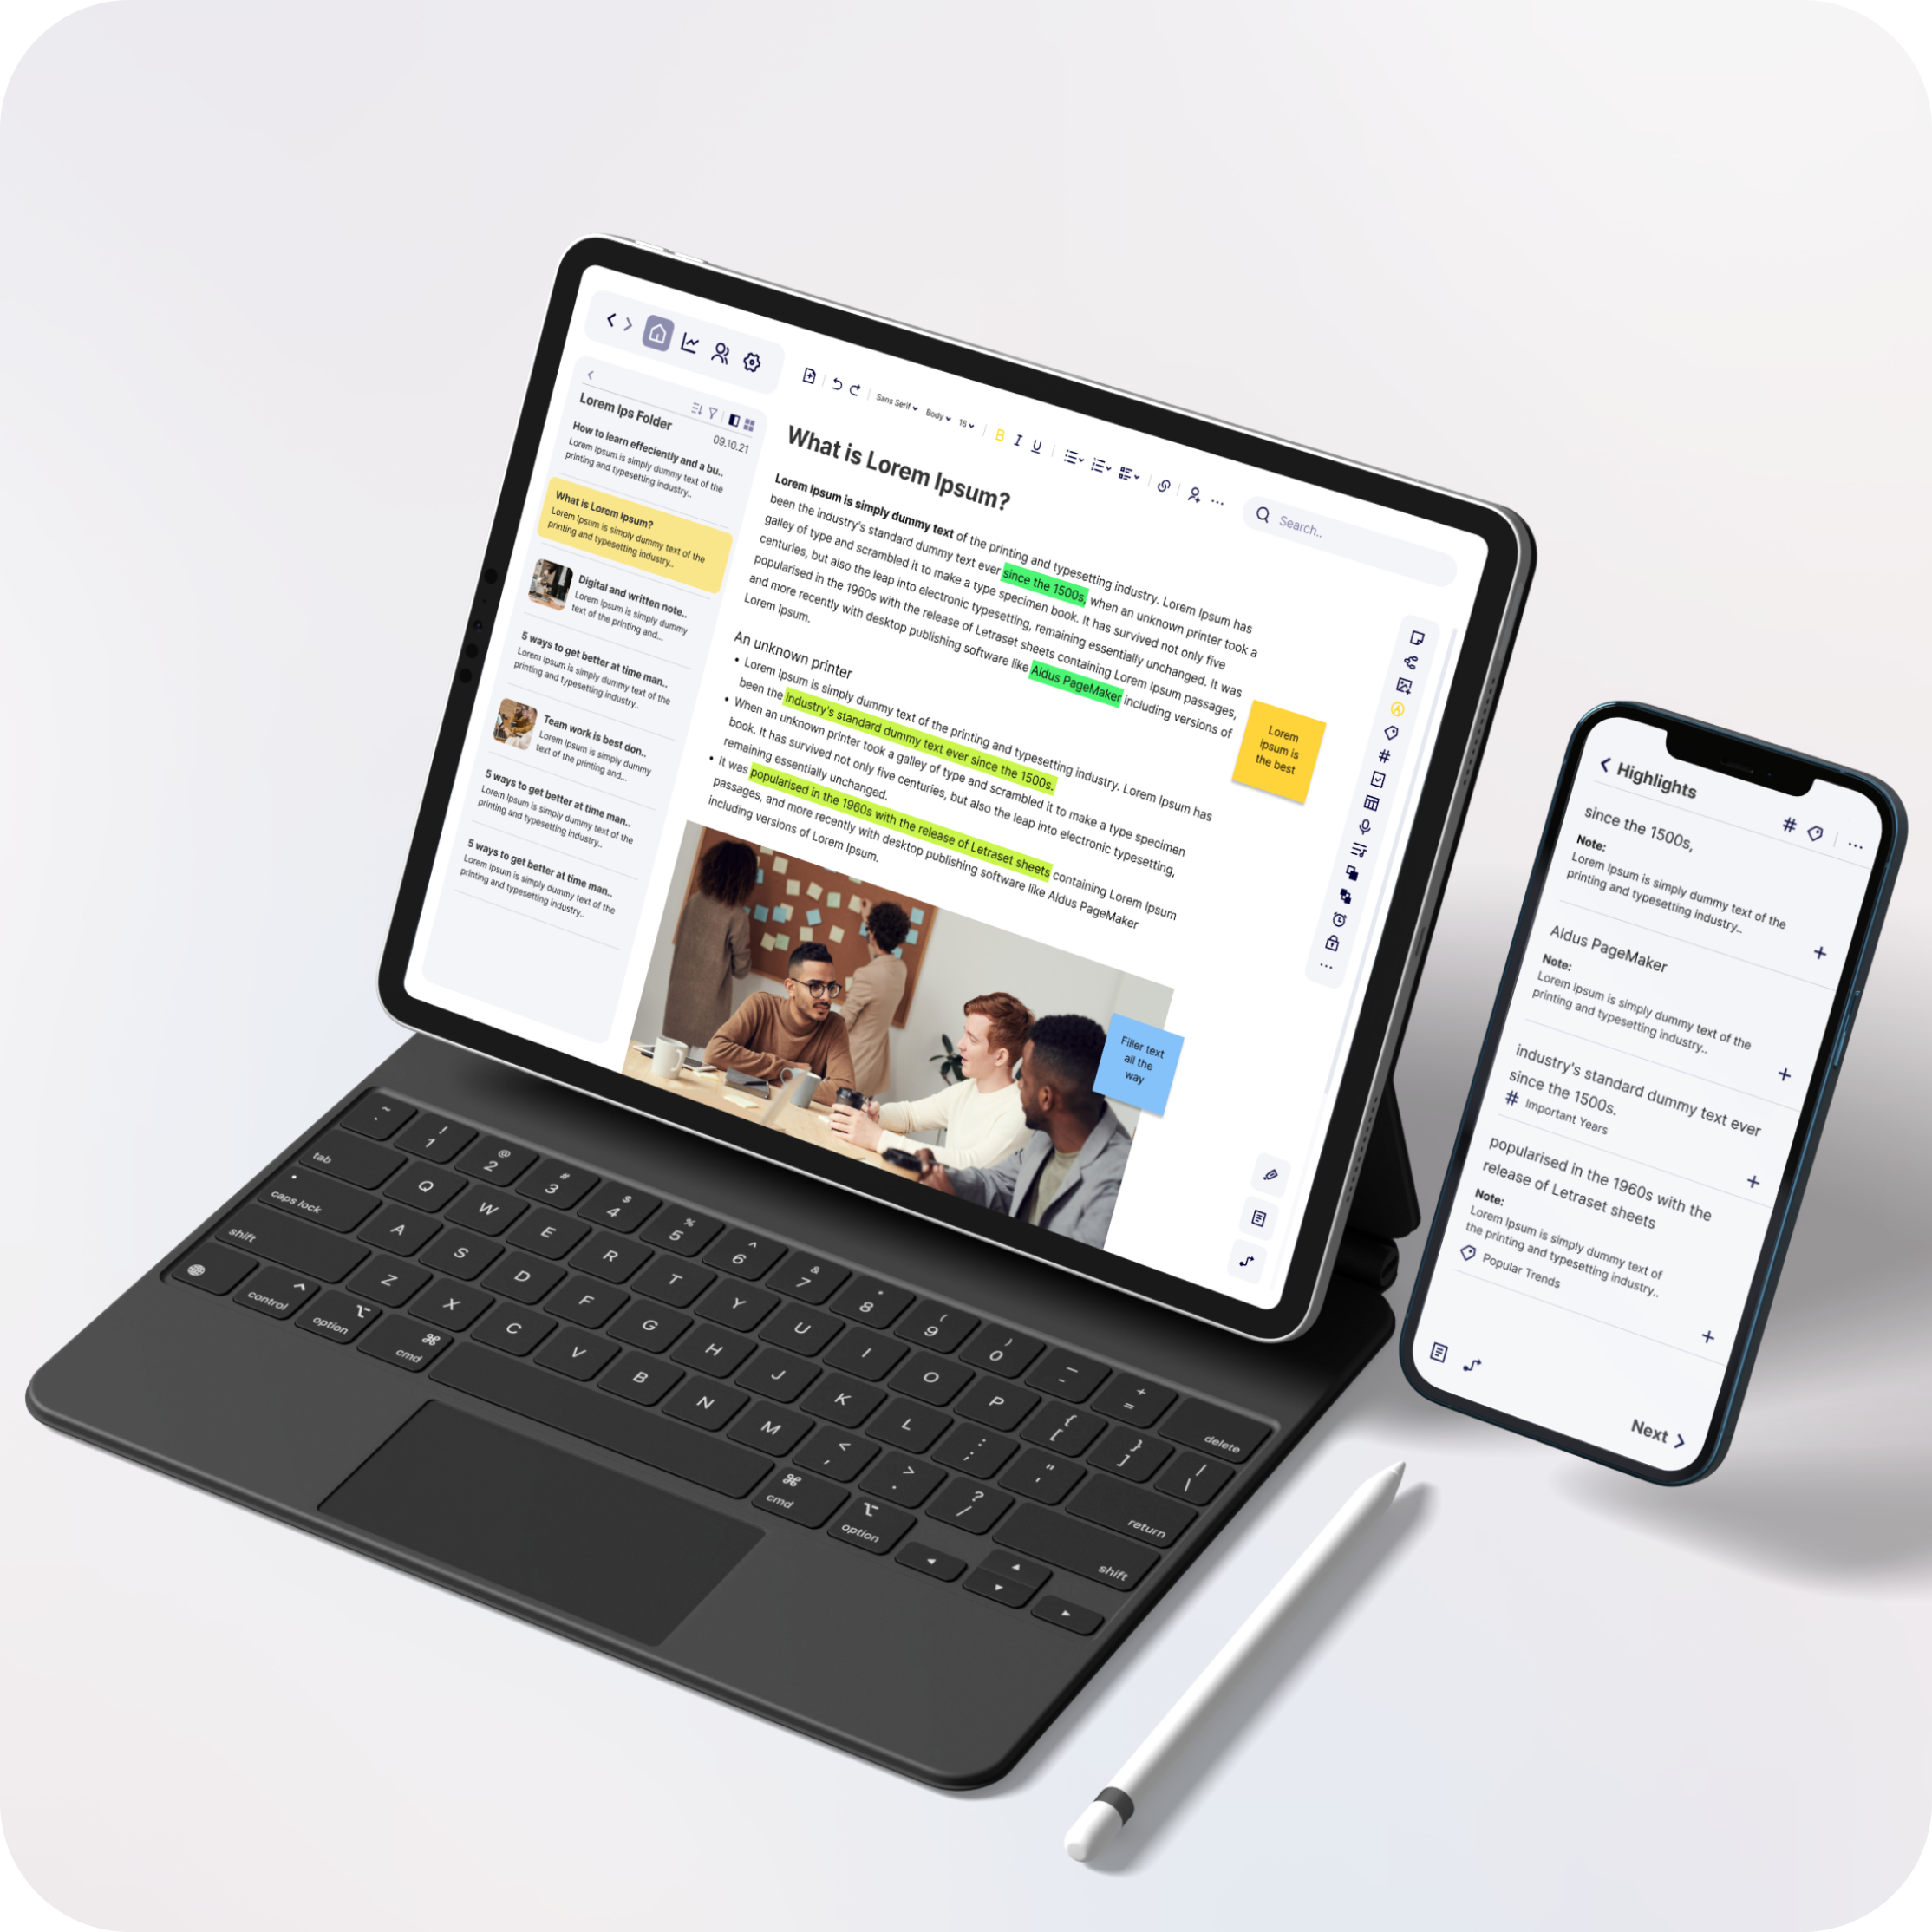 Lorem Ips Folder
09.10.21
How to learn effeciently and a bu..
Lorem Ipsum is simply dummy text of the
printing and typesetting industry..
What is Lorem Ipsum?
Lorem Ipsum is simply dummy text of the
printing and typesetting industry..
Digital and written note..
Lorem Ipsum is simply dummy
text of the printing and...
5 ways to get better at time man..
Lorem Ipsum is simply dummy text of the
printing and typesetting industry..
Team work is best don..
Lorem Ipsum is simply dummy
text of the printing and...
5 ways to get better at time man..
Lorem Ipsum is simply dummy text of the
printing and typesetting industry..
5 ways to get better at time man..
Lorem Ipsum is simply dummy text of the
printing and typesetting industry..
Sans Serif Body 16 B I U
Search..
What is Lorem Ipsum?
Lorem Ipsum is simply dummy text of the printing and typesetting industry. Lorem Ipsum has
been the industry's standard dummy text ever since the 1500s, when an unknown printer took a
galley of type and scrambled it to make a type specimen book. It has survived not only five
centuries, but also the leap into electronic typesetting, remaining essentially unchanged. It was
popularised in the 1960s with the release of Letraset sheets containing Lorem Ipsum passages,
and more recently with desktop publishing software like Aldus PageMaker including versions of
Lorem Ipsum.
An unknown printer
• Lorem Ipsum is simply dummy text of the printing and typesetting industry. Lorem Ipsum has
been the industry's standard dummy text ever since the 1500s.
• When an unknown printer took a galley of type and scrambled it to make a type specimen
book. It has survived not only five centuries, but also the leap into electronic typesetting,
remaining essentially unchanged.
• It was popularised in the 1960s with the release of Letraset sheets containing Lorem Ipsum
passages, and more recently with desktop publishing software like Aldus PageMaker
including versions of Lorem Ipsum.
Lorem
ipsum is
the best
Filler text
all the
way
Highlights
since the 1500s,
Note:
Lorem Ipsum is simply dummy text of the
printing and typesetting industry..
Aldus PageMaker
Note:
Lorem Ipsum is simply dummy text of the
printing and typesetting industry..
industry's standard dummy text ever
since the 1500s.
# Important Years
popularised in the 1960s with the
release of Letraset sheets
Note:
Lorem Ipsum is simply dummy text of
the printing and typesetting industry..
Popular Trends
Next
~ ! @ # $ % ^ & * ( ) _ +
1 2 3 4 5 6 7 8 9 0 - = delete
tab Q W E R T Y U I O P { [ } ] | \
caps lock A S D F G H J K L : ; " ' return
shift Z X C V B N M < , > . ? / shift
control option cmd cmd option